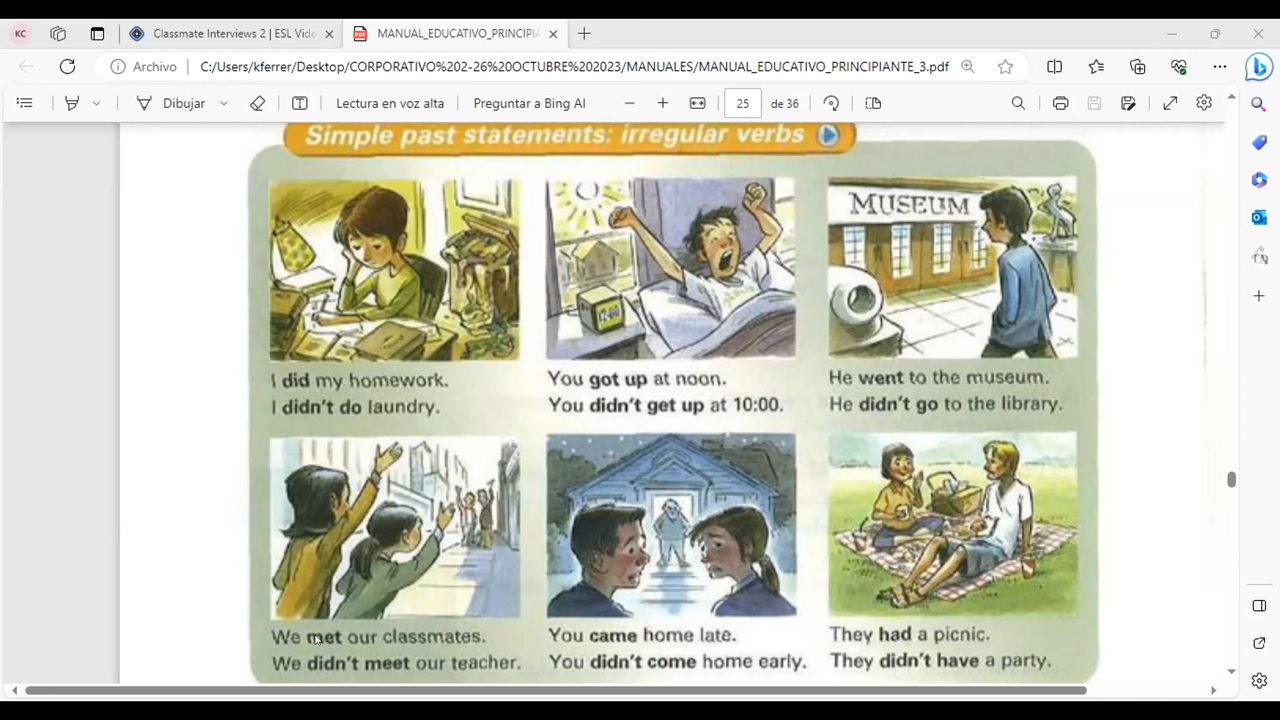 KC
Classmate Interviews 2 | ESL Vide
MANUAL_EDUCATIVO_PRINCIPIA
Archivo
C:/Users/kferrer/Desktop/CORPORATIVO%202-26%20OCTUBRE%202023/MANUALES/MANUAL_EDUCATIVO_PRINCIPIANTE_3.pdf
Dibujar
Lectura en voz alta
Preguntar a Bing AI
25
de 36
Simple past statements: irregular verbs
MUSEUM
I did my homework.
I didn't do laundry.
You got up at noon.
You didn't get up at 10:00.
He went to the museum.
He didn't go to the library.
We met our classmates.
We didn't meet our teacher.
You came home late.
You didn't come home early.
They had a picnic.
They didn't have a party.